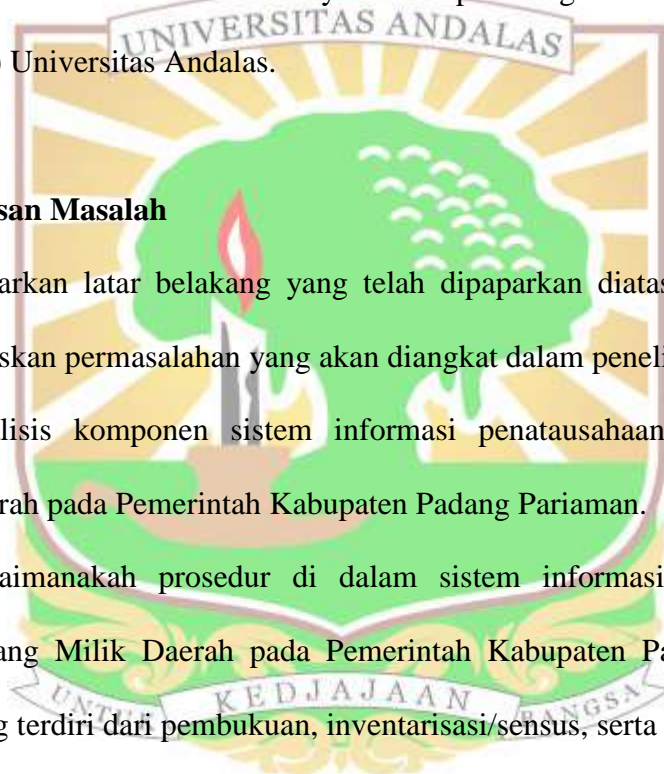 UNIVERSITAS ANDALAS
) Universitas Andalas.
san Masalah
arkan latar belakang yang telah dipaparkan diatas
skan permasalahan yang akan diangkat dalam peneli
lisis komponen sistem informasi penatausahaan
rah pada Pemerintah Kabupaten Padang Pariaman.
aimanakah prosedur di dalam sistem informasi
ang Milik Daerah pada Pemerintah Kabupaten Pa
g terdiri dari pembukuan, inventarisasi/sensus, serta
UNTUK KEDJAJAAN BANGSA